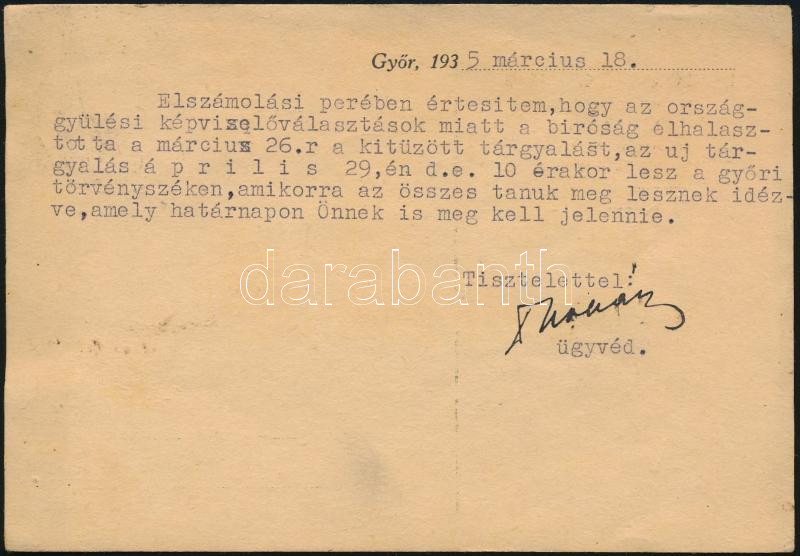 Győr, 1935 március 18.
Elszámolási perében értesitem,hogy az ország-
gyülési képviselőválasztások miatt a biróság elhalasz-
totta a március 26.r a kitüzött tárgyalást,az uj tár-
gyalás á p r i l i s 29,én d.e. 10 érakor lesz a győri
törvényszéken,amikorra az összes tanuk meg lesznek idéz-
ve,amely határnapon Önnek is meg kell jelennie.
darabanth
Tisztelettel:
ügyvéd.